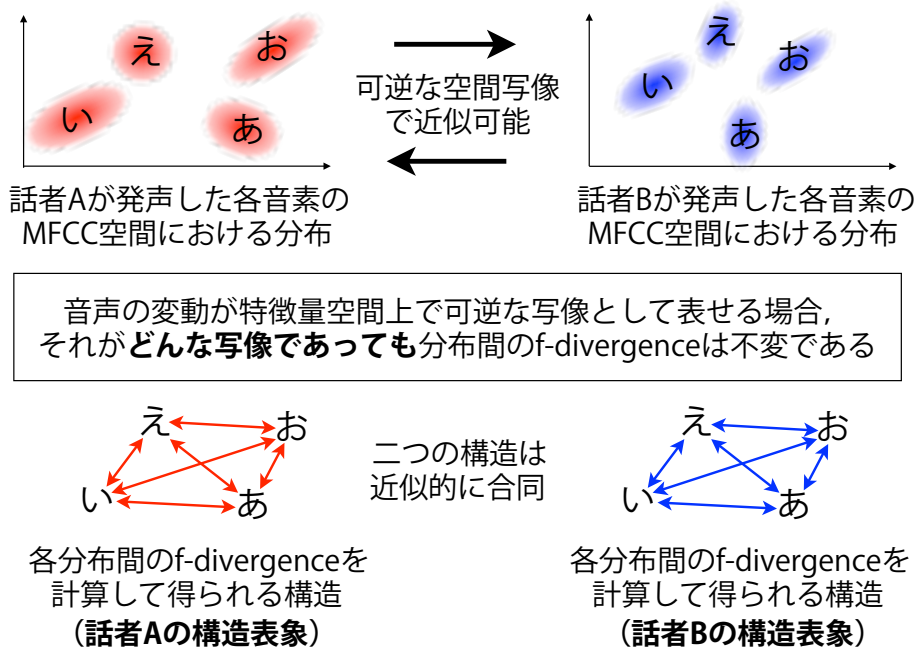 え
お
い
あ
可逆な空間写像
で近似可能
え
お
い
あ
話者Aが発声した各音素の
MFCC空間における分布
話者Bが発声した各音素の
MFCC空間における分布
音声の変動が特徴量空間上で可逆な写像として表せる場合,
それがどんな写像であっても分布間のf-divergenceは不変である
え
お
い
あ
二つの構造は
近似的に合同
え
お
い
あ
各分布間のf-divergenceを
計算して得られる構造
（話者Aの構造表象）
各分布間のf-divergenceを
計算して得られる構造
（話者Bの構造表象）